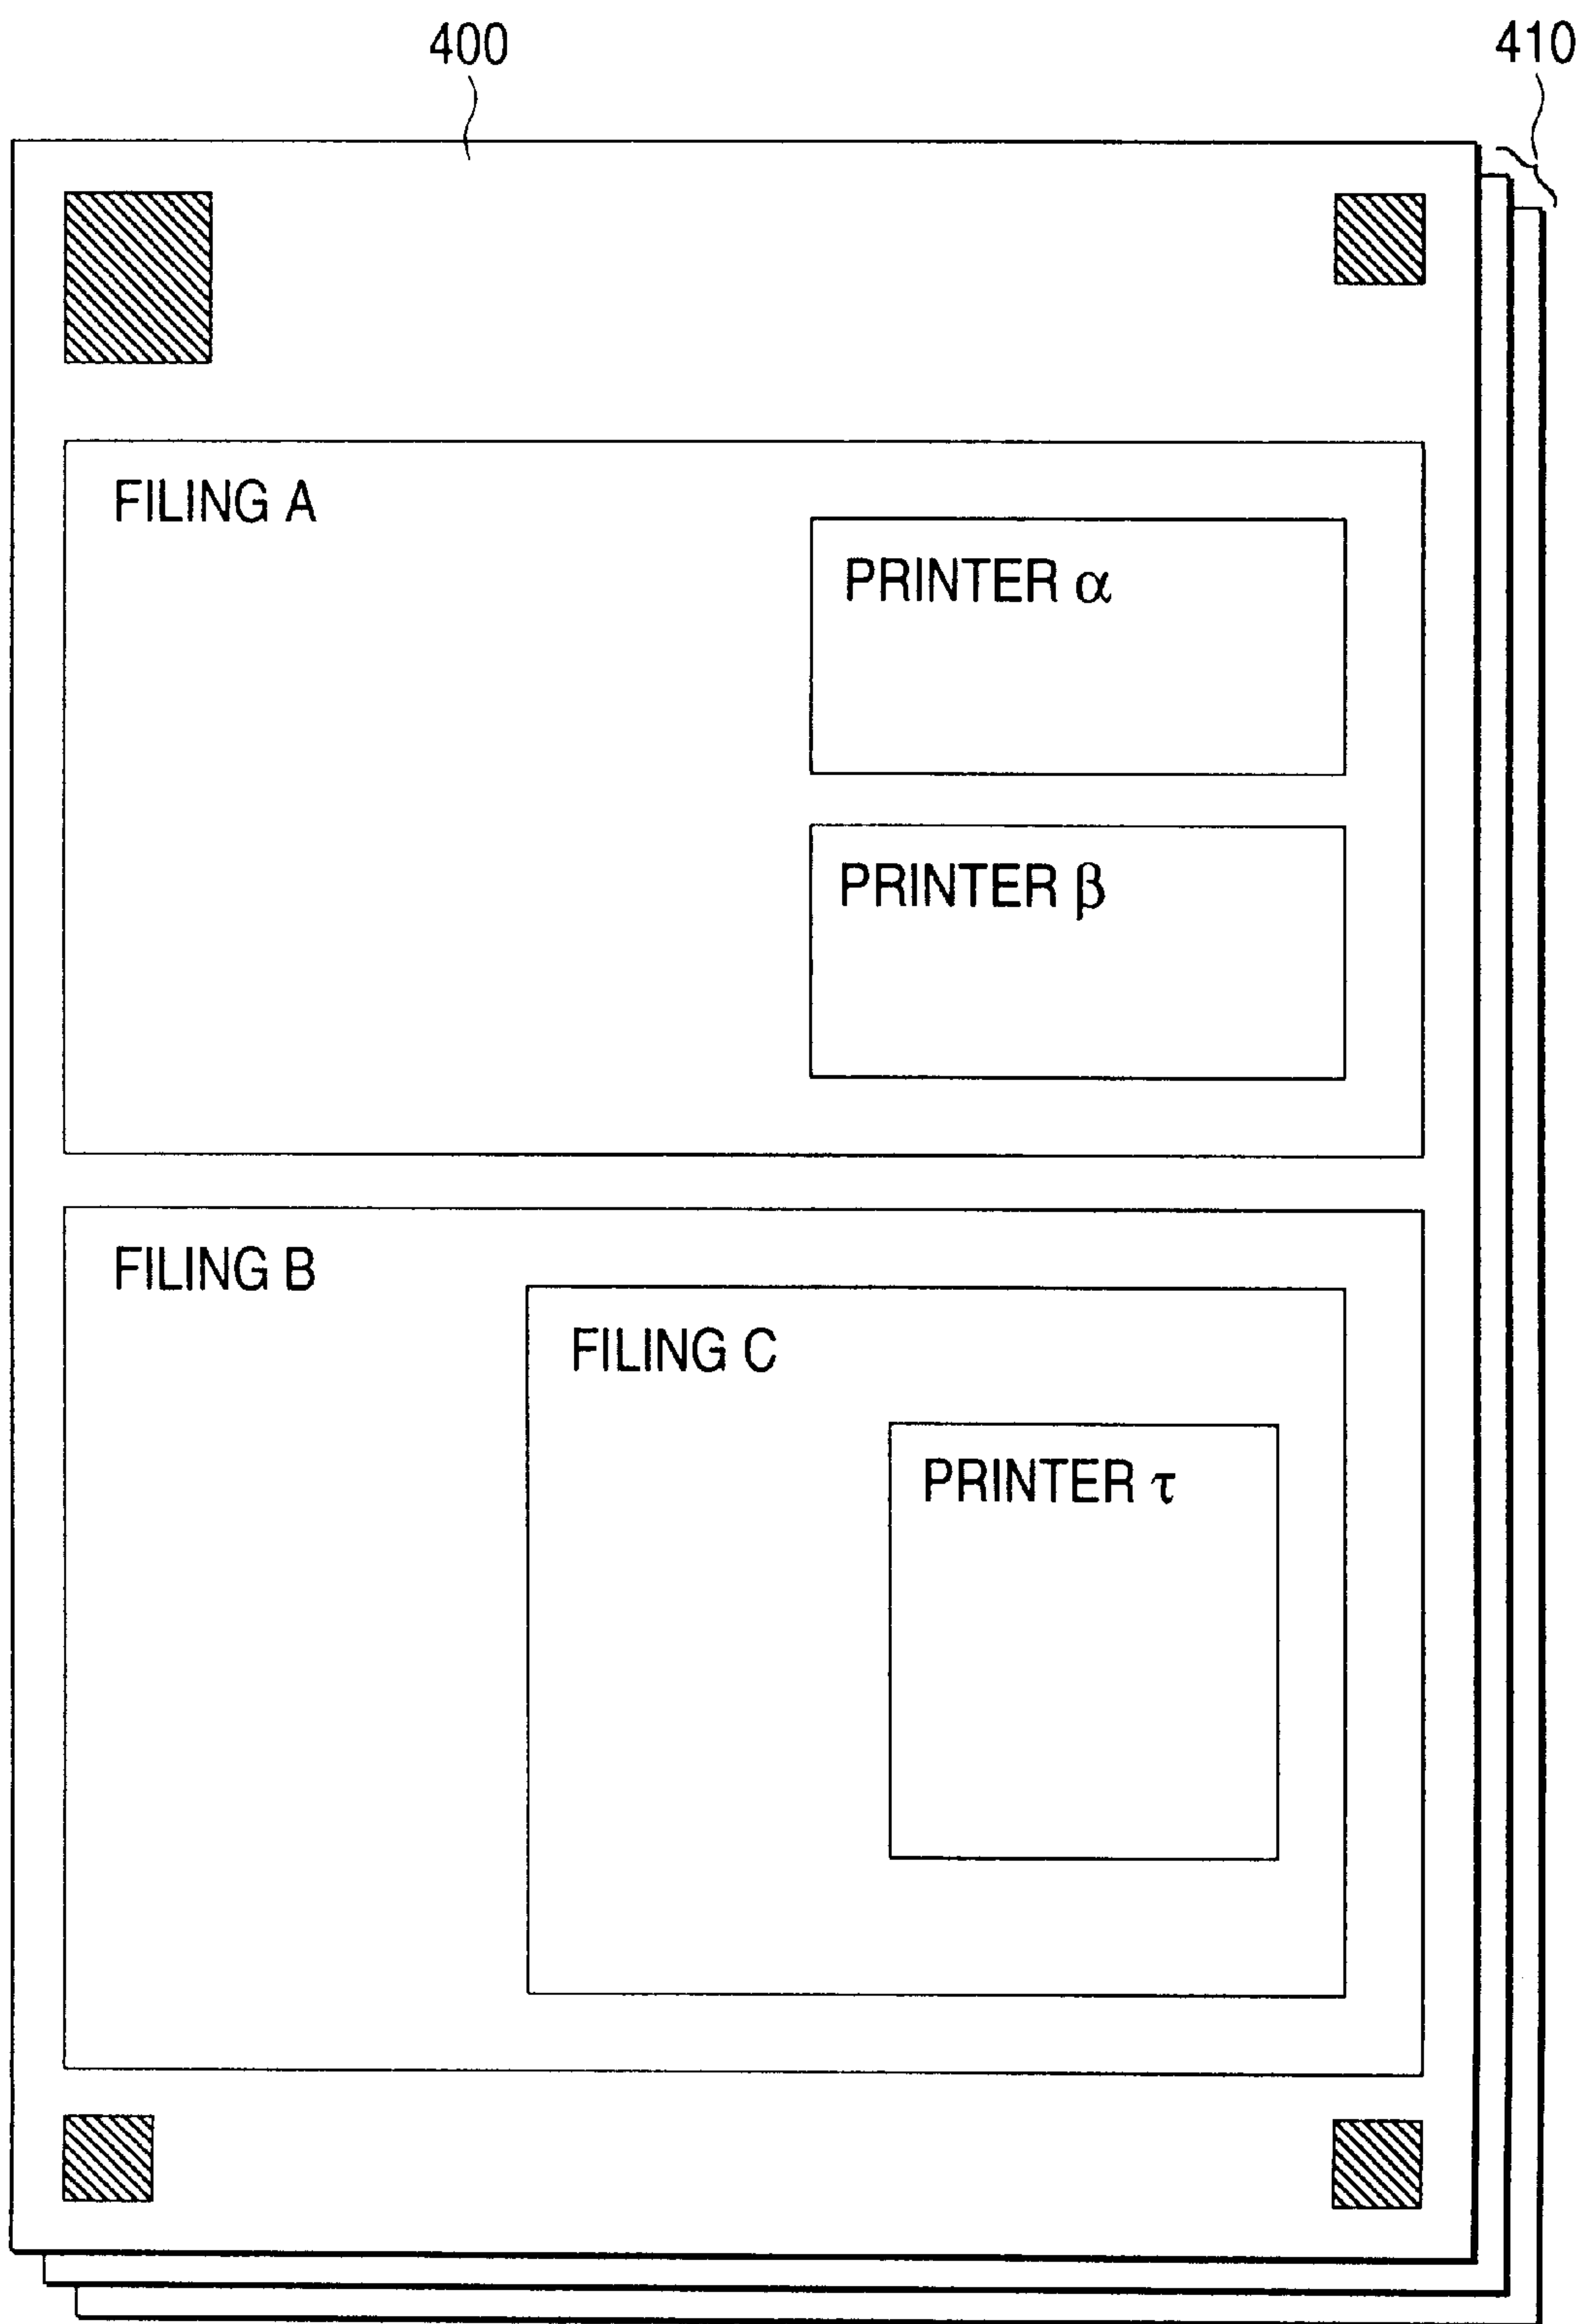 400
410
FILING A
PRINTER α
PRINTER β
FILING B
FILING C
PRINTER τ